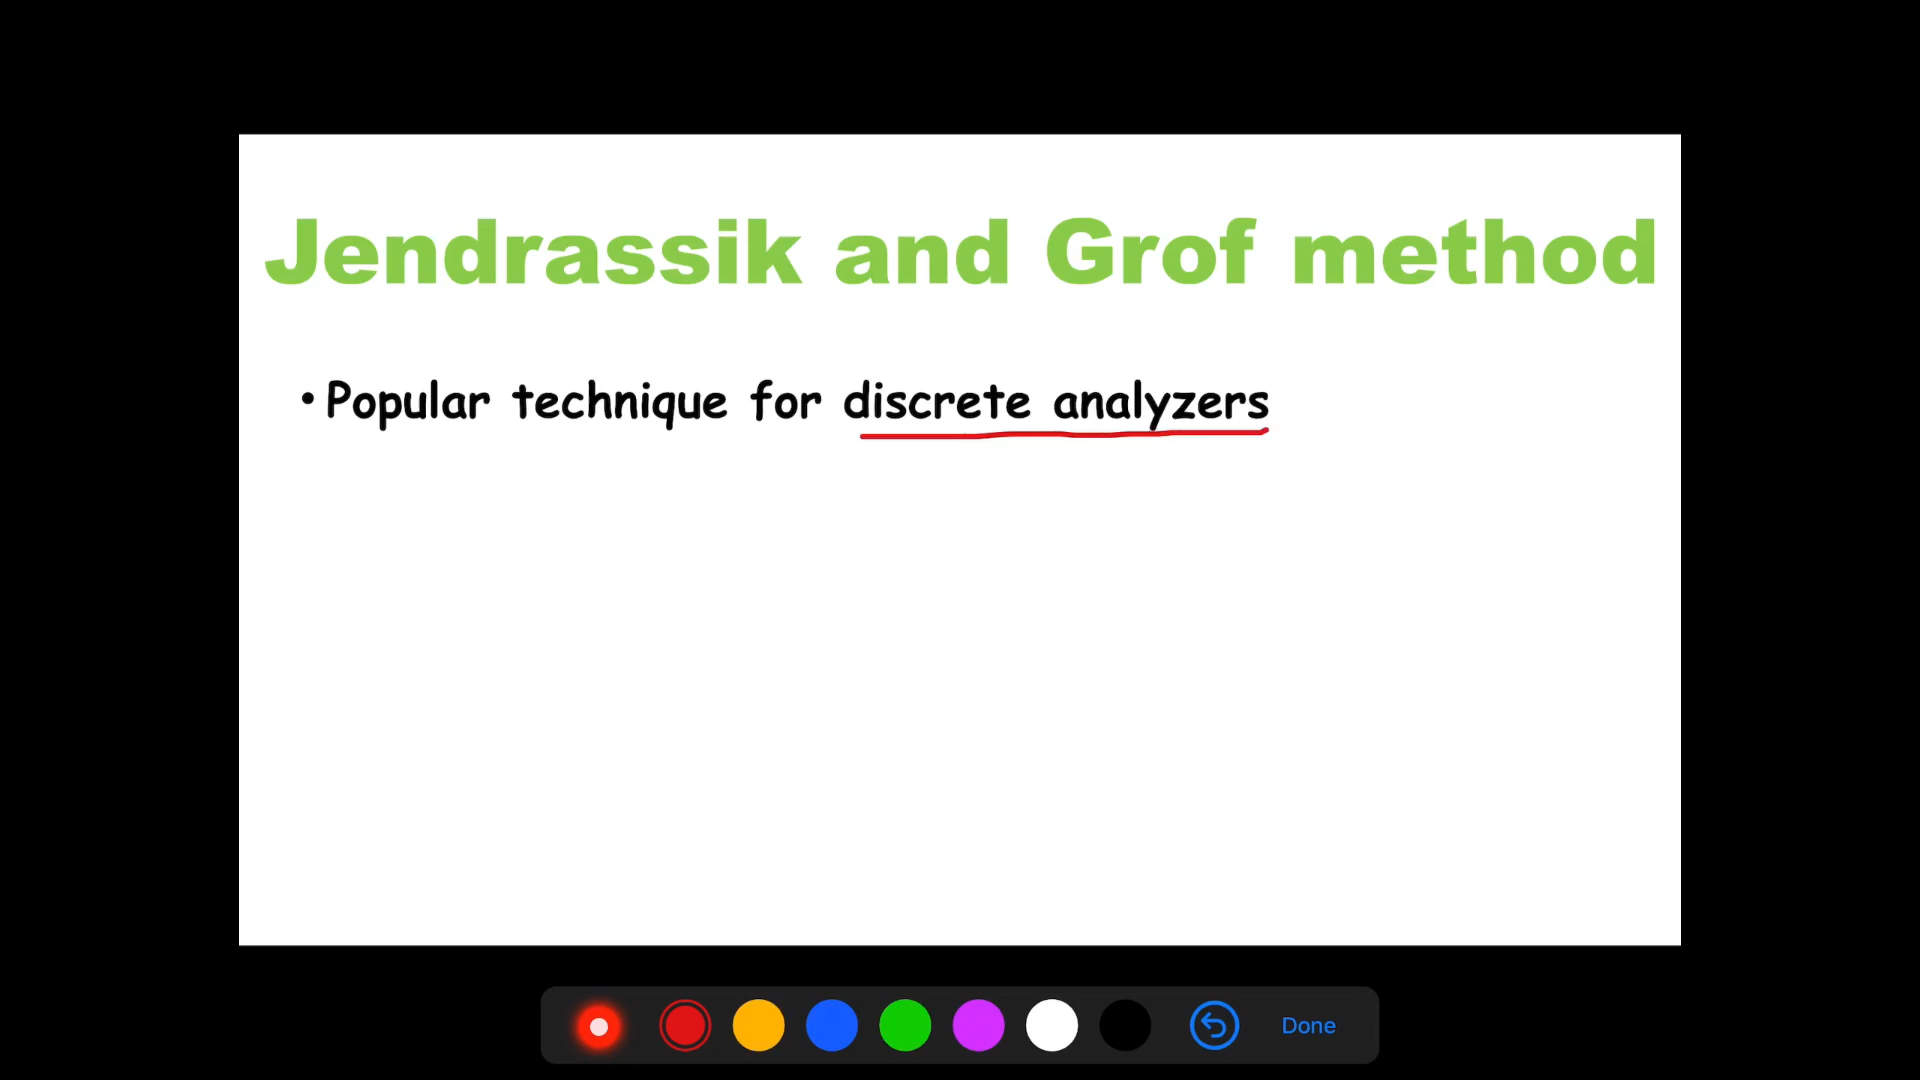 Jendrassik and Grof method
• Popular technique for discrete analyzers
Done